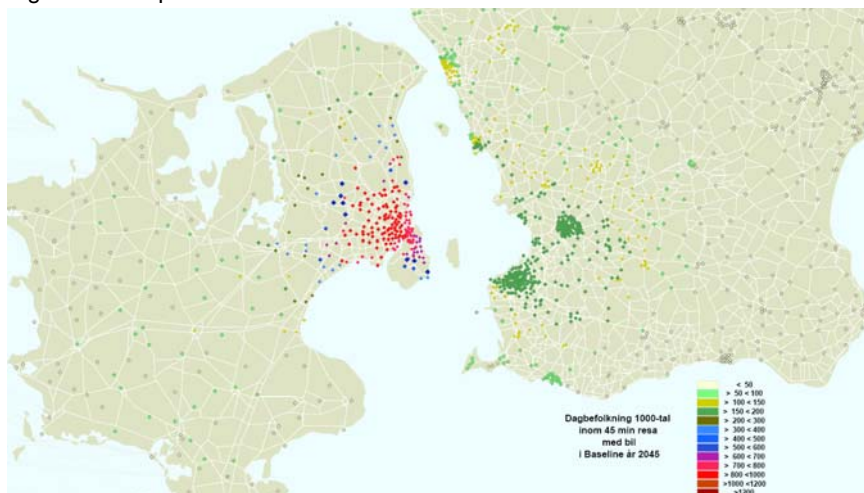 Dagbefolkning 1000-tal
inom 45 min resa
med bil
i Baseline år 2045
< 50
> 50 < 100
> 100 < 150
> 150 < 200
> 200 < 300
> 300 < 400
> 400 < 500
> 500 < 600
> 600 < 700
> 700 < 800
> 800 <1000
>1000 <1200
>1200